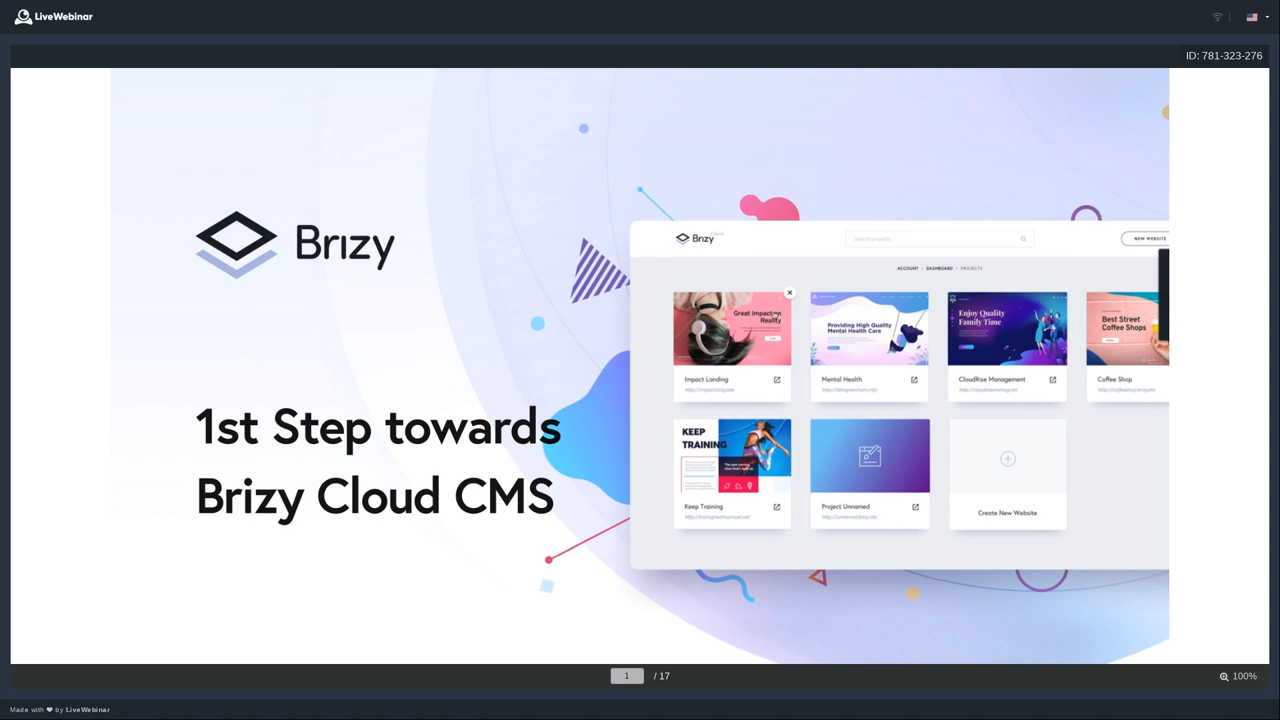 LiveWebinar
ID: 781-323-276
Brizy
1st Step towards
Brizy Cloud CMS
Brizy
Cloud
Search projects
NEW WEBSITE
ACCOUNT
DASHBOARD
PROJECTS
Great Impact on
Reality
Providing High Quality
Mental Health Care
Enjoy Quality
Family Time
Best Street
Coffee Shops
Impact Landing
Mental Health
CloudRise Management
Coffee Shop
KEEP
TRAINING
Keep Training
Project Unnamed
Create New Website
1 / 17
100%
Made with ❤ by LiveWebinar